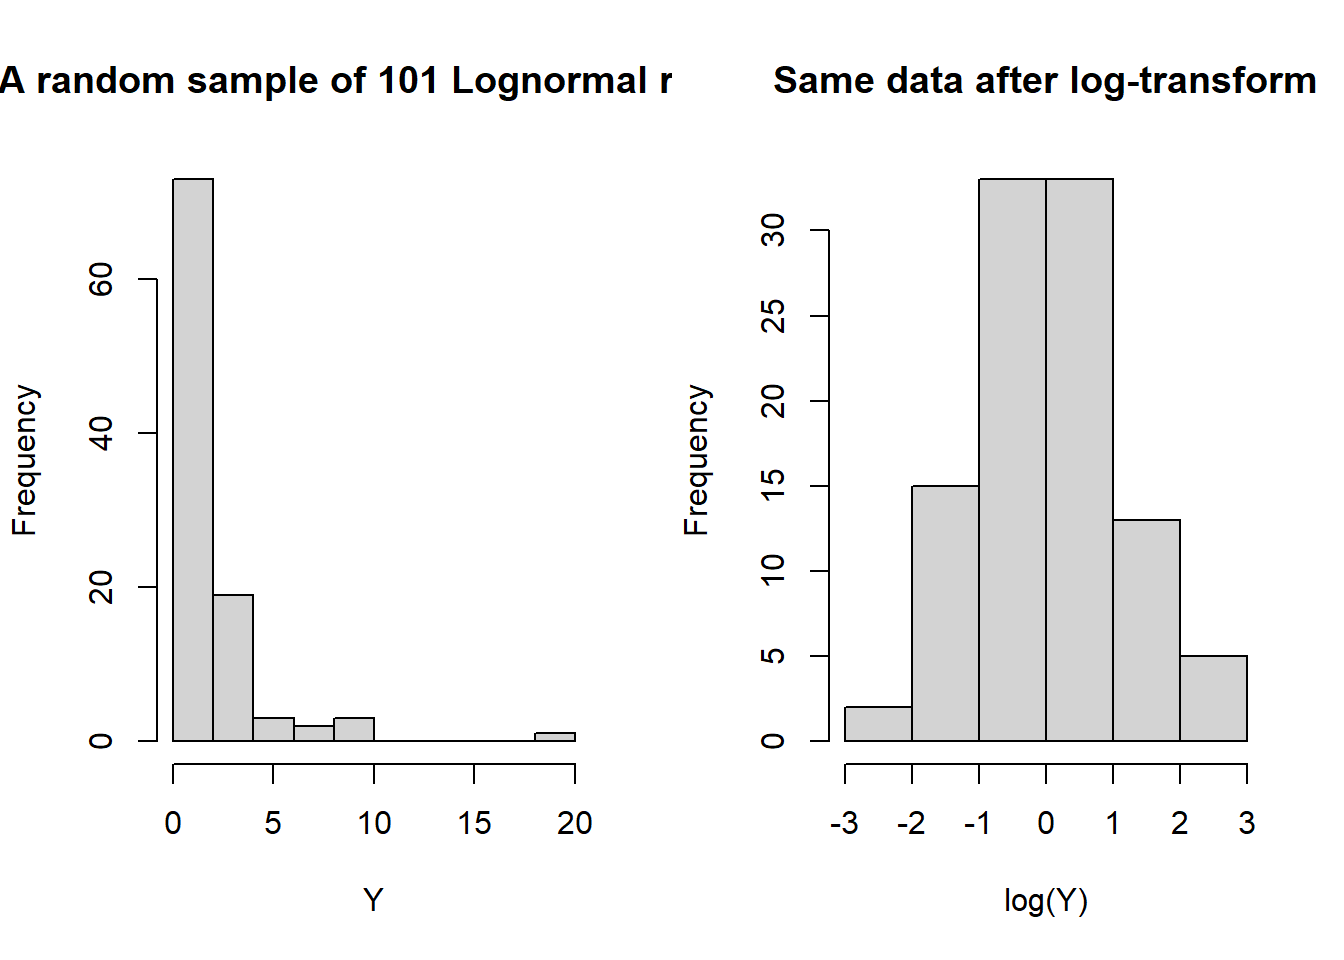 A random sample of 101 Lognormal r
Frequency
0
20
40
60
0 5 10 15 20
Y
Same data after log-transform
Frequency
0
5
10
15
20
25
30
-3 -2 -1 0 1 2 3
log(Y)